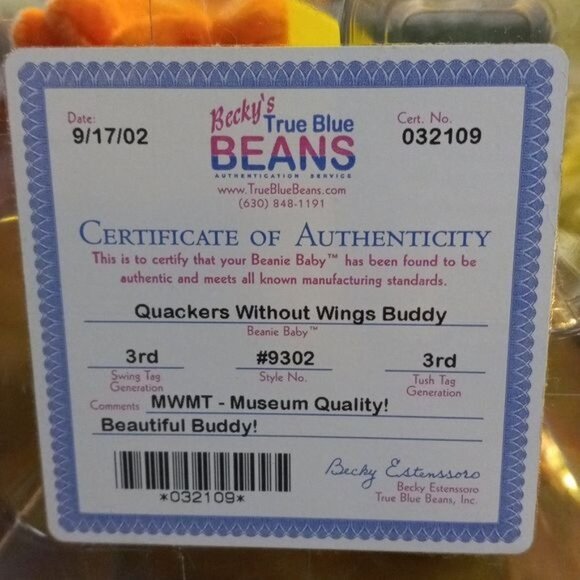 Date:
9/17/02
Becky's
True Blue
BEANS
AUTHENTICATION SERVICE
www.TrueBlueBeans.com
(630) 848-1191
Cert. No.
032109
CERTIFICATE OF AUTHENTICITY
This is to certify that your Beanie Baby™ has been found to be
authentic and meets all known manufacturing standards.
Quackers Without Wings Buddy
Beanie Baby™
3rd
Swing Tag
Generation
#9302
Style No.
3rd
Tush Tag
Generation
Comments MWMT - Museum Quality!
Beautiful Buddy!
*032109*
Becky Estenssoro
Becky Estenssoro
True Blue Beans, Inc.